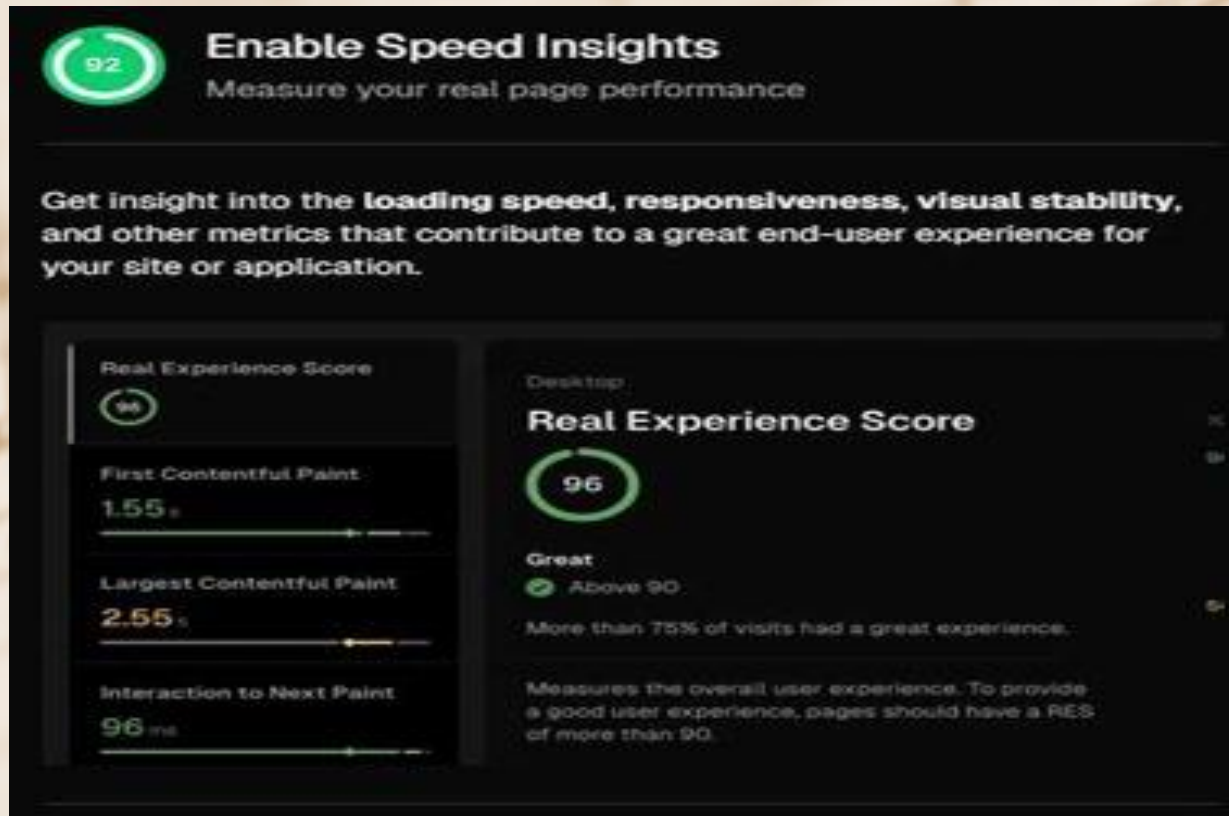 92
Enable Speed Insights
Measure your real page performance
Get insight into the loading speed, responsiveness, visual stability,
and other metrics that contribute to a great end-user experience for
your site or application.
Real Experience Score
96
First Contentful Paint
1.55 s
Largest Contentful Paint
2.55 s
Interaction to Next Paint
96 ms
Desktop
Real Experience Score
96
Great
Above 90
More than 75% of visits had a great experience.
Measures the overall user experience. To provide
a good user experience, pages should have a RES
of more than 90.